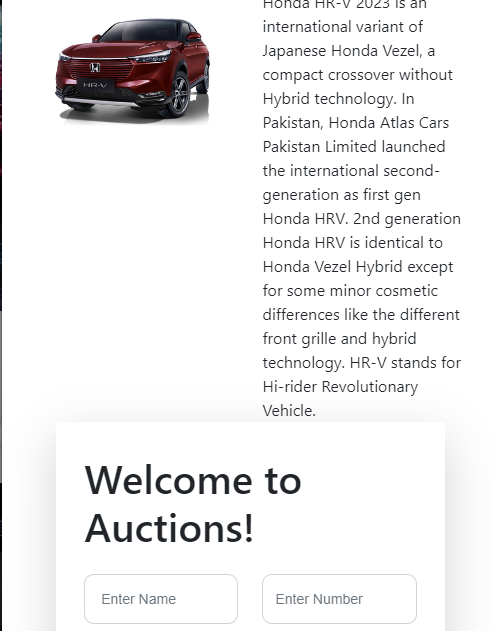 Honda HR-V 2023 is an
international variant of
Japanese Honda Vezel, a
compact crossover without
Hybrid technology. In
Pakistan, Honda Atlas Cars
Pakistan Limited launched
the international second-
generation as first gen
Honda HRV. 2nd generation
Honda HRV is identical to
Honda Vezel Hybrid except
for some minor cosmetic
differences like the different
front grille and hybrid
technology. HR-V stands for
Hi-rider Revolutionary
Vehicle.
HR-V
Welcome to
Auctions!
Enter Name
Enter Number